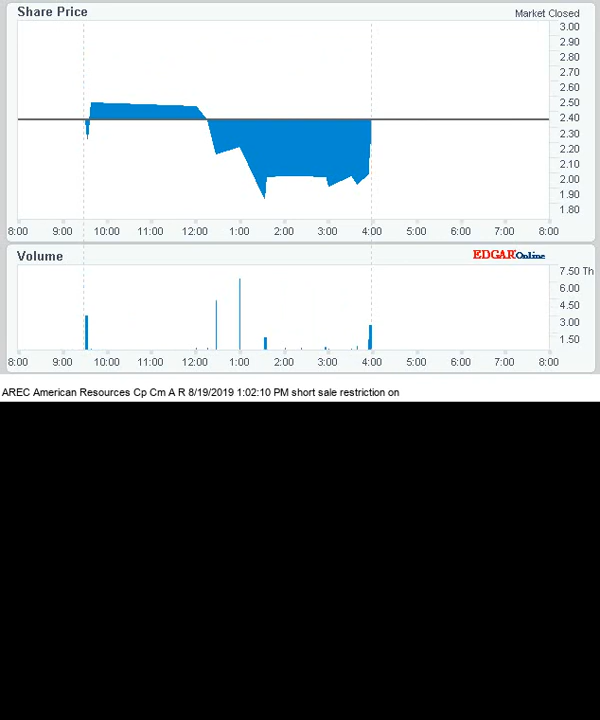 Share Price
Market Closed
3.00
2.90
2.80
2.70
2.60
2.50
2.40
2.30
2.20
2.10
2.00
1.90
1.80
8:00 9:00 10:00 11:00 12:00 1:00 2:00 3:00 4:00 5:00 6:00 7:00 8:00
Volume
EDGAR Online
7.50 Th
6.00
4.50
3.00
1.50
8:00 9:00 10:00 11:00 12:00 1:00 2:00 3:00 4:00 5:00 6:00 7:00 8:00
AREC American Resources Cp Cm A R 8/19/2019 1:02:10 PM short sale restriction on